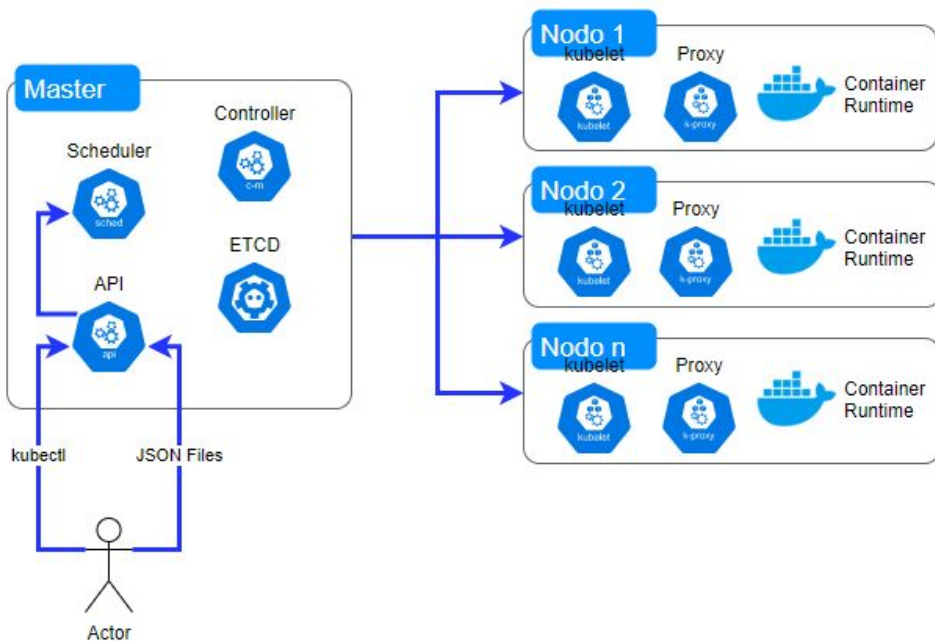 Master
Scheduler
sched
Controller
c-m
API
api
ETCD
kubectl
JSON Files
Actor
Nodo 1
kubelet
kubelet
Proxy
k-proxy
Container
Runtime
Nodo 2
kubelet
kubelet
Proxy
k-proxy
Container
Runtime
Nodo n
kubelet
kubelet
Proxy
k-proxy
Container
Runtime